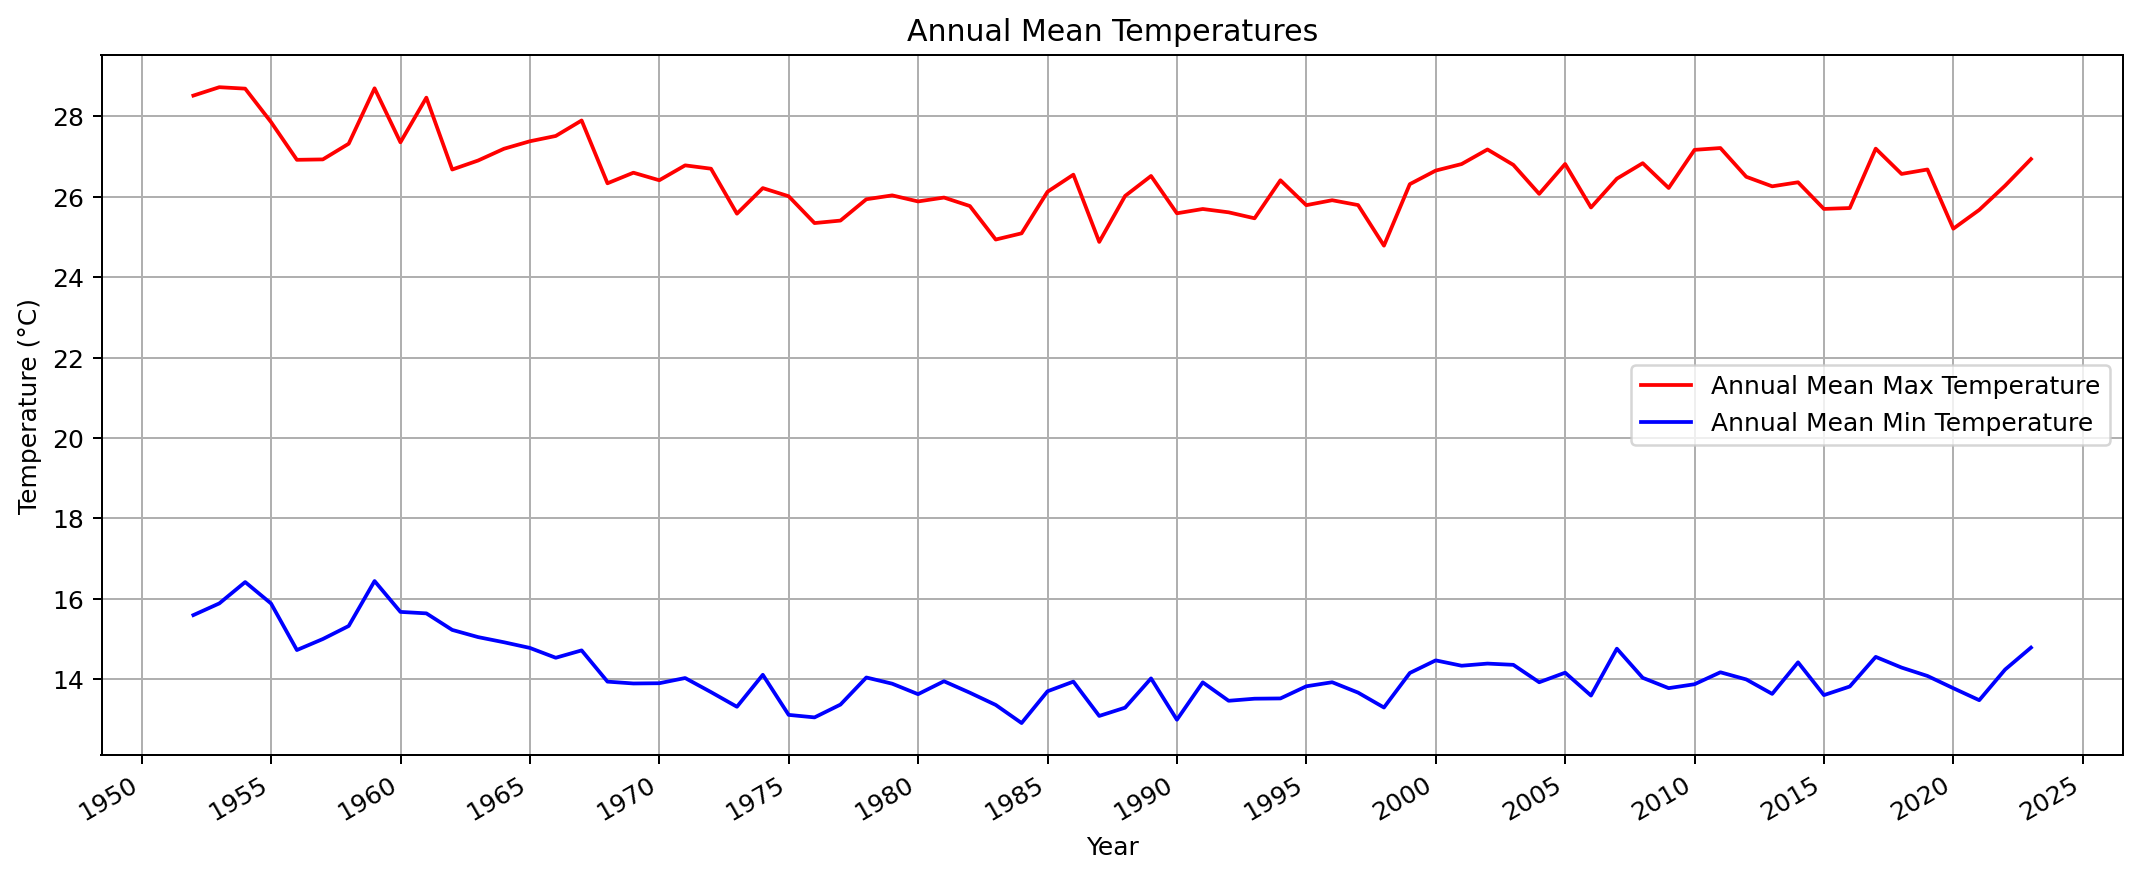 Annual Mean Temperatures
Temperature (°C)
28
26
24
22
20
18
16
14
Annual Mean Max Temperature
Annual Mean Min Temperature
1950 1955 1960 1965 1970 1975 1980 1985 1990 1995 2000 2005 2010 2015 2020 2025
Year